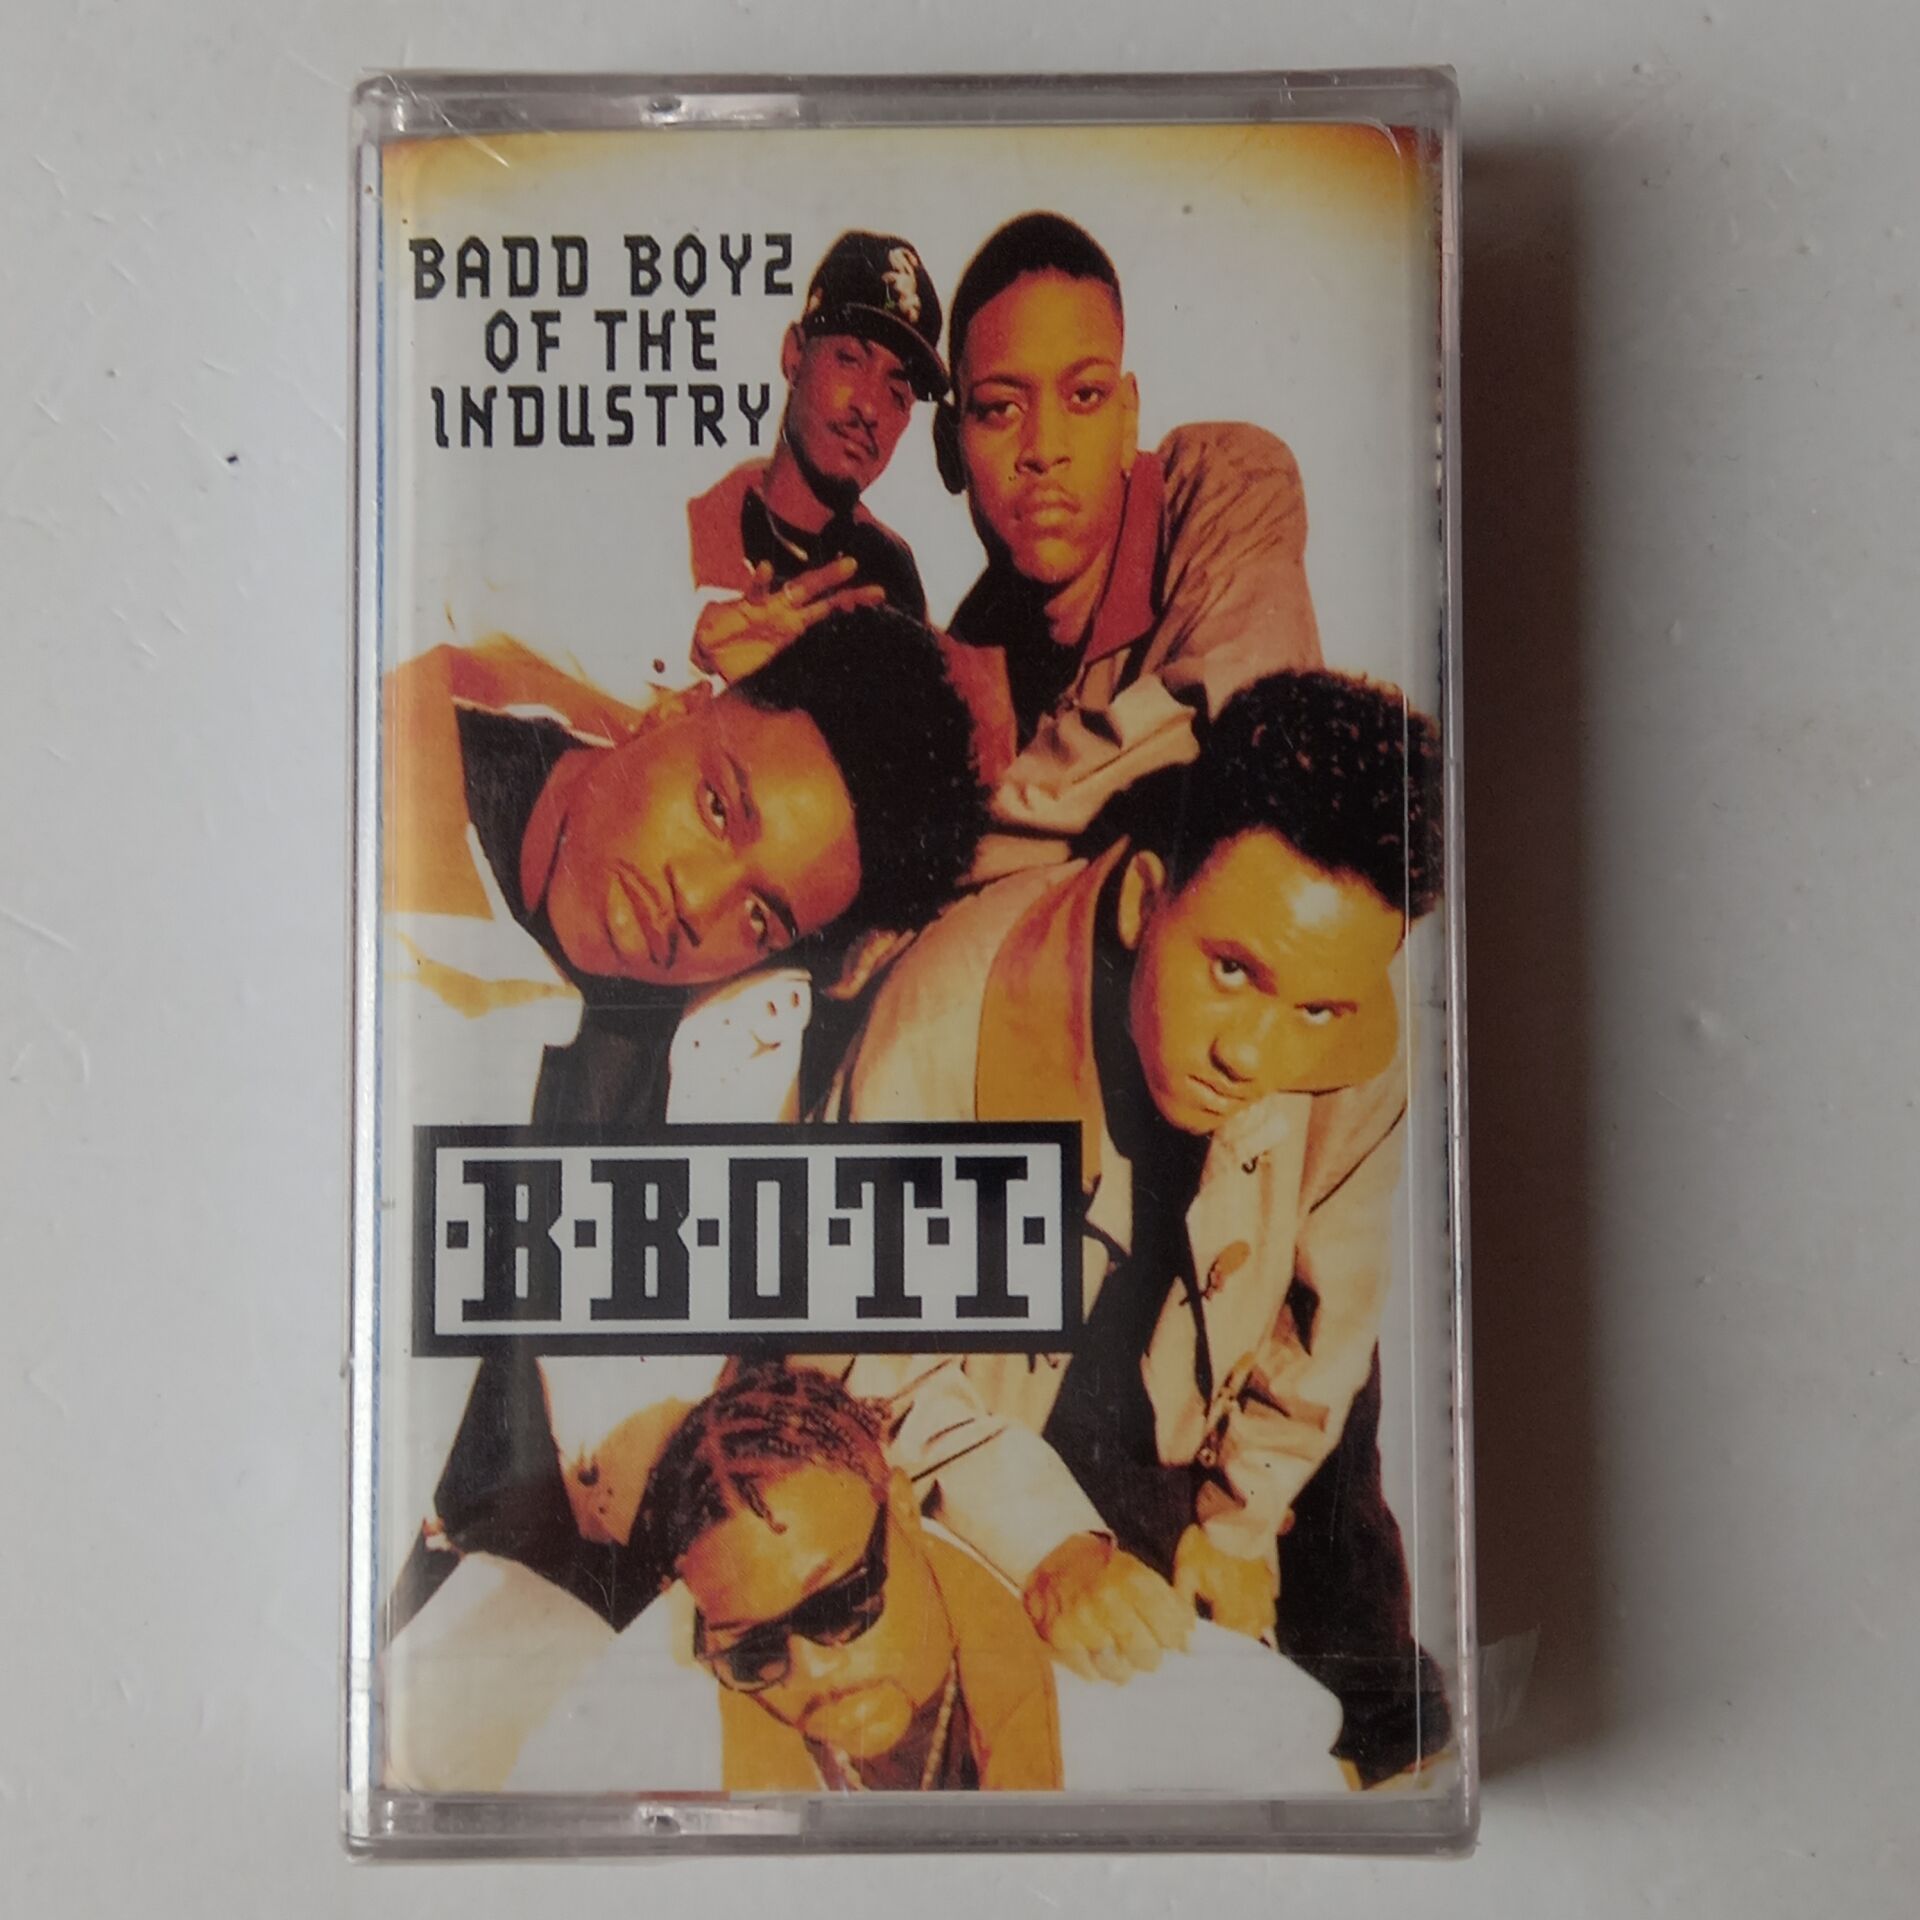 BADD BOYZ
OF THE
INDUSTRY
·B·B·O·T·I·